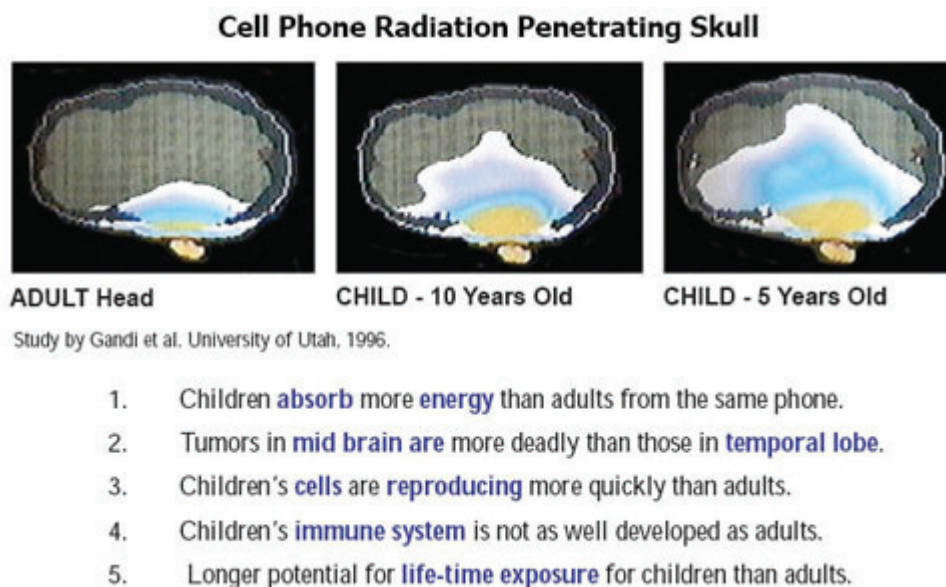 Cell Phone Radiation Penetrating Skull
ADULT Head
CHILD - 10 Years Old
CHILD - 5 Years Old
Study by Gandi et al. University of Utah, 1996.
1. Children absorb more energy than adults from the same phone.
2. Tumors in mid brain are more deadly than those in temporal lobe.
3. Children's cells are reproducing more quickly than adults.
4. Children's immune system is not as well developed as adults.
5. Longer potential for life-time exposure for children than adults.